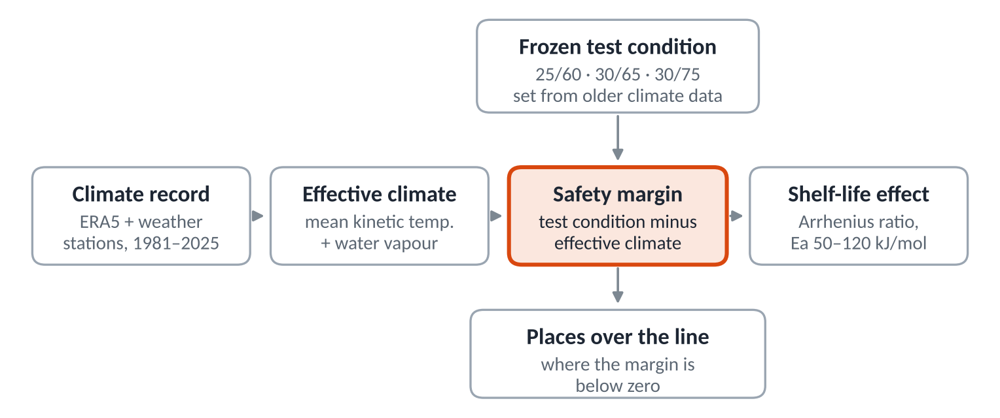 Frozen test condition
25/60 · 30/65 · 30/75
set from older climate data
Climate record
ERA5 + weather
stations, 1981–2025
Effective climate
mean kinetic temp.
+ water vapour
Safety margin
test condition minus
effective climate
Shelf-life effect
Arrhenius ratio,
Ea 50–120 kJ/mol
Places over the line
where the margin is
below zero